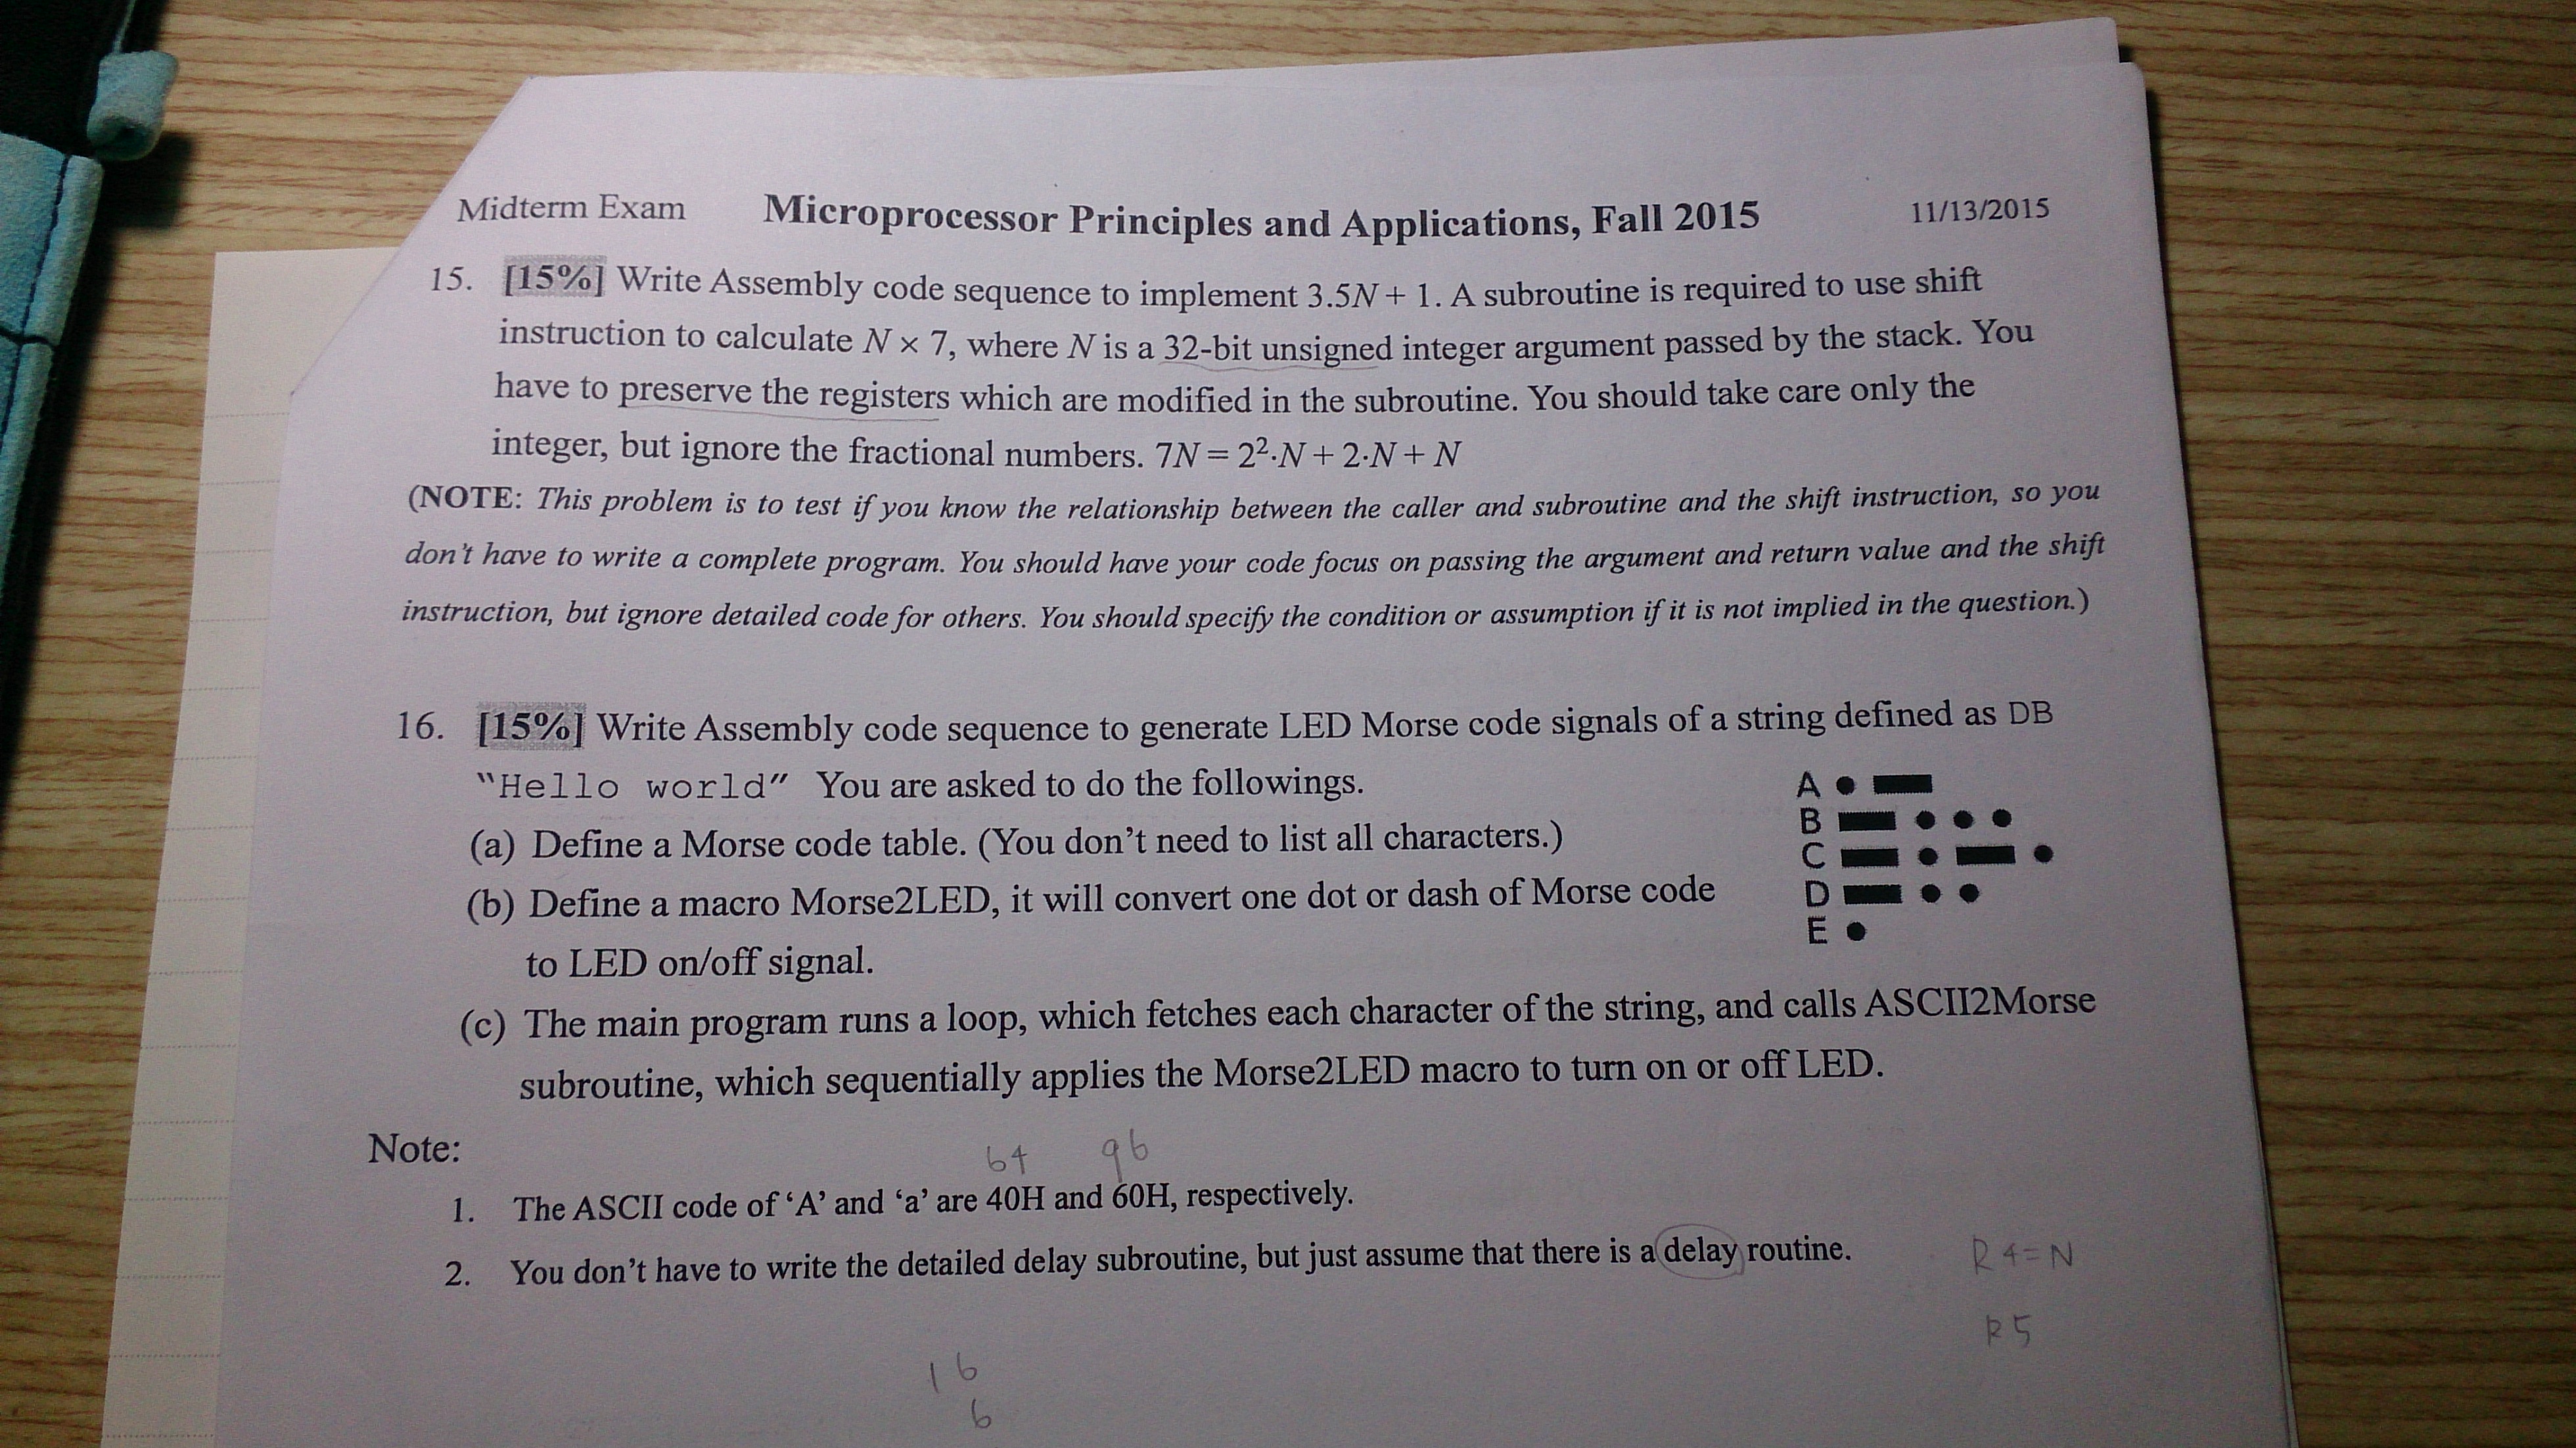 Midterm Exam Microprocessor Principles and Applications, Fall 2015 11/13/2015
15. [15%] Write Assembly code sequence to implement 3.5N + 1. A subroutine is required to use shift
instruction to calculate N × 7, where N is a 32-bit unsigned integer argument passed by the stack. You
have to preserve the registers which are modified in the subroutine. You should take care only the
integer, but ignore the fractional numbers. 7N = 2²·N + 2·N + N
(NOTE: This problem is to test if you know the relationship between the caller and subroutine and the shift instruction, so you
don't have to write a complete program. You should have your code focus on passing the argument and return value and the shift
instruction, but ignore detailed code for others. You should specify the condition or assumption if it is not implied in the question.)
16. [15%] Write Assembly code sequence to generate LED Morse code signals of a string defined as DB
"Hello world" You are asked to do the followings.
(a) Define a Morse code table. (You don't need to list all characters.)
(b) Define a macro Morse2LED, it will convert one dot or dash of Morse code
to LED on/off signal.
A
B
C
D
E
(c) The main program runs a loop, which fetches each character of the string, and calls ASCII2Morse
subroutine, which sequentially applies the Morse2LED macro to turn on or off LED.
Note:
64 96
1. The ASCII code of 'A' and 'a' are 40H and 60H, respectively.
2. You don't have to write the detailed delay subroutine, but just assume that there is a delay routine.
R4=N
R5
16
6